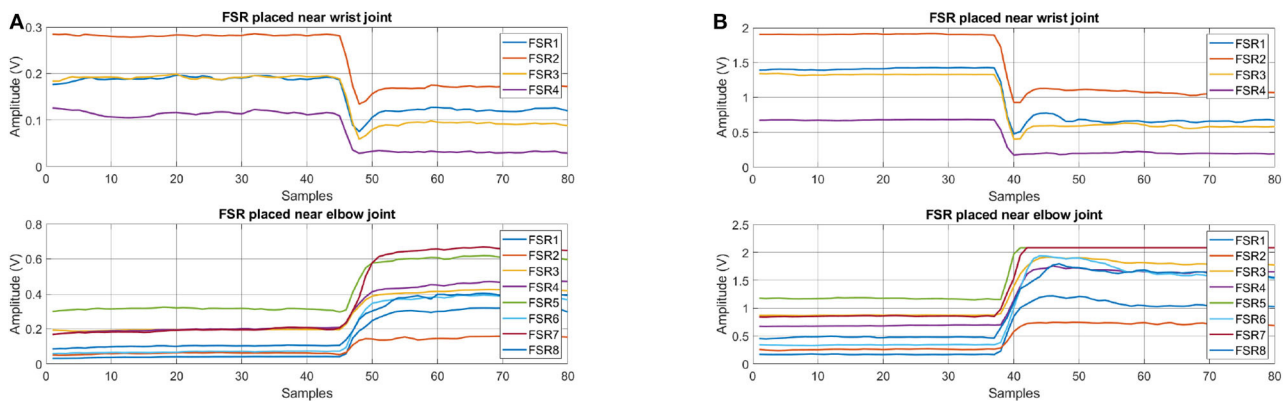 A
FSR placed near wrist joint
Amplitude (V)
0.3
0.2
0.1
0
FSR1
FSR2
FSR3
FSR4
0 10 20 30 40 50 60 70 80
Samples
FSR placed near elbow joint
Amplitude (V)
0.8
0.6
0.4
0.2
0
FSR1
FSR2
FSR3
FSR4
FSR5
FSR6
FSR7
FSR8
0 10 20 30 40 50 60 70 80
Samples
B
FSR placed near wrist joint
Amplitude (V)
2
1.5
1
0.5
0
FSR1
FSR2
FSR3
FSR4
0 10 20 30 40 50 60 70 80
Samples
FSR placed near elbow joint
Amplitude (V)
2.5
2
1.5
1
0.5
0
FSR1
FSR2
FSR3
FSR4
FSR5
FSR6
FSR7
FSR8
0 10 20 30 40 50 60 70 80
Samples